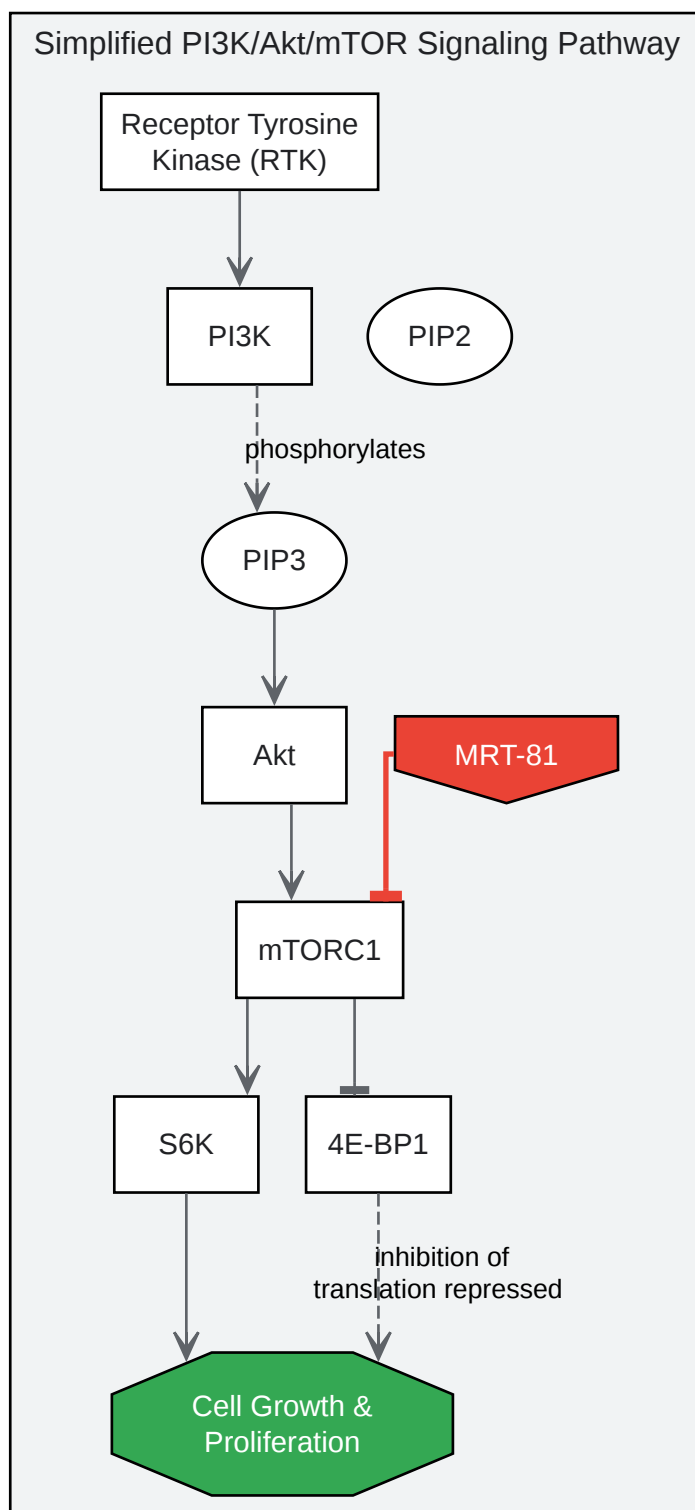 Simplified PI3K/Akt/mTOR Signaling Pathway
Receptor Tyrosine
Kinase (RTK)
PI3K
PIP2
phosphorylates
PIP3
Akt
MRT-81
mTORC1
S6K
4E-BP1
inhibition of
translation repressed
Cell Growth &
Proliferation